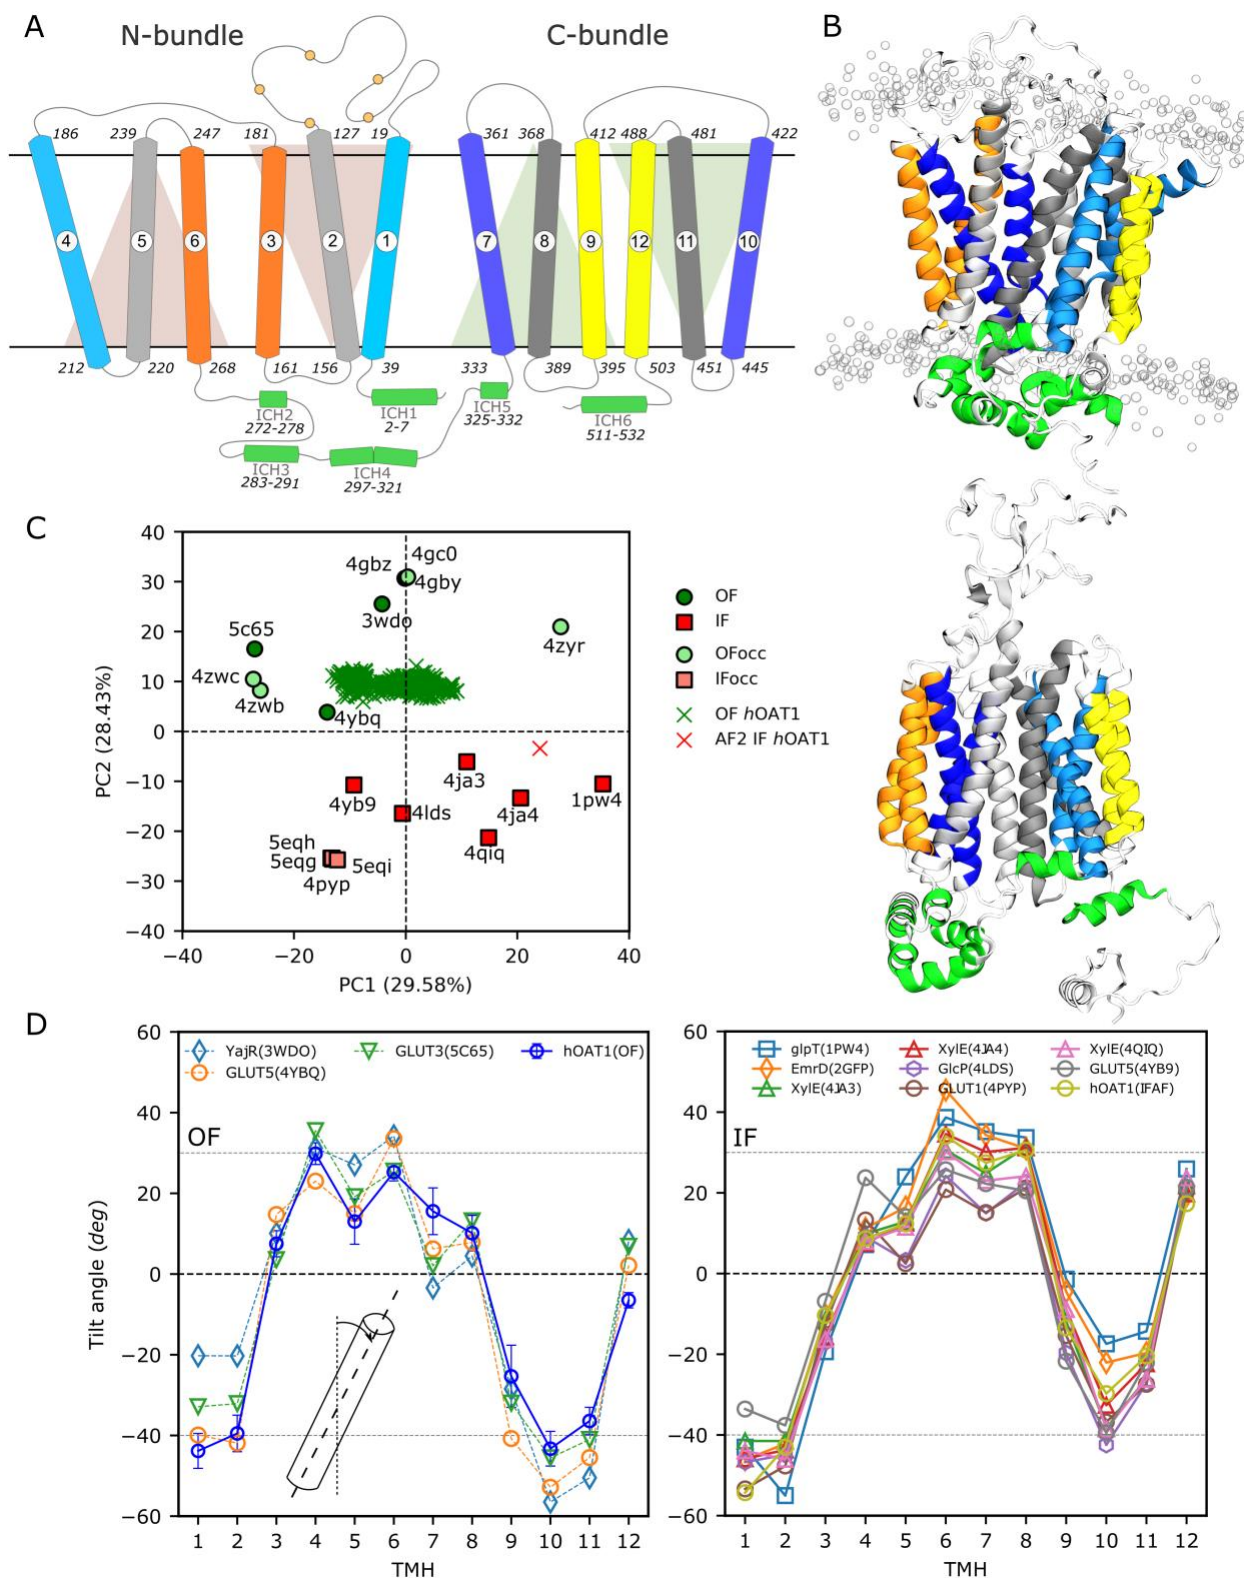 A
N-bundle
C-bundle
B
186
239
247
181
127
19
361
368
412
488
481
422
4
5
6
3
2
1
7
8
9
12
11
10
212
220
268
161
156
39
333
389
395
503
451
445
ICH2
272-278
ICH1
2-7
ICH5
325-332
ICH6
511-532
ICH3
283-291
ICH4
297-321
C
40
30
20
10
0
−10
−20
−30
−40
PC2 (28.43%)
4gbz
4gc0
4gby
3wdo
4zyr
5c65
4zwc
4zwb
4ybq
4ja3
4yb9
4lds
4ja4
1pw4
4qiq
5eqh
5eqg
5eqi
4pyp
−40
−20
0
20
40
PC1 (29.58%)
OF
IF
OFocc
IFocc
OF hOAT1
AF2 IF hOAT1
D
60
40
20
0
−20
−40
−60
Tilt angle (deg)
YajR(3WDO)
GLUT3(5C65)
hOAT1(OF)
GLUT5(4YBQ)
OF
1 2 3 4 5 6 7 8 9 10 11 12
TMH
60
40
20
0
−20
−40
−60
glpT(1PW4)
XylE(4JA4)
XylE(4QIQ)
EmrD(2GFP)
GlcP(4LDS)
GLUT5(4YB9)
XylE(4JA3)
GLUT1(4PYP)
hOAT1(IFAF)
IF
1 2 3 4 5 6 7 8 9 10 11 12
TMH